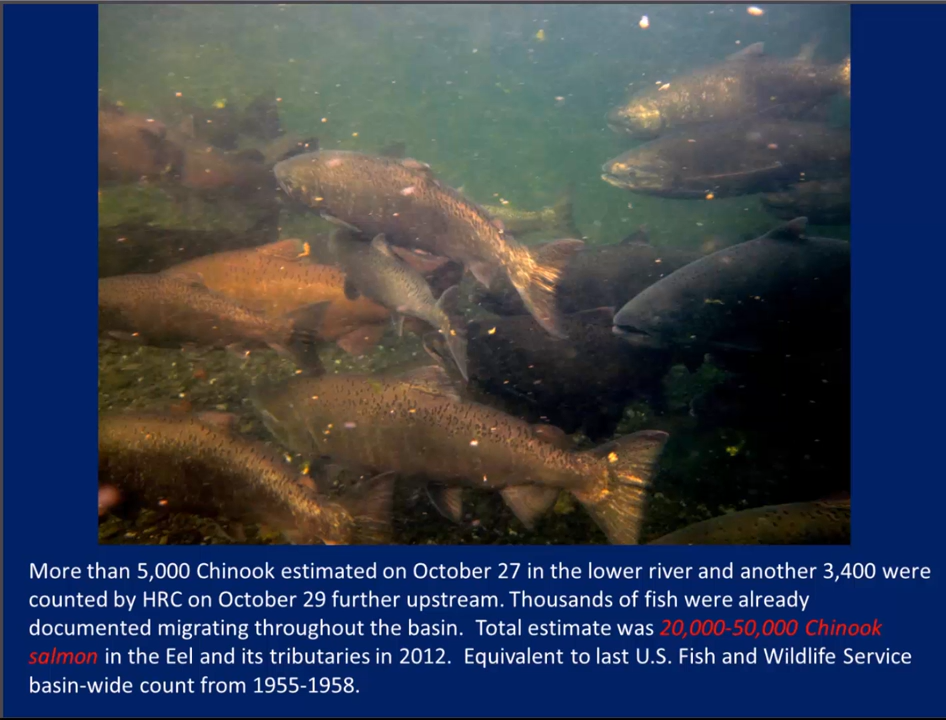 More than 5,000 Chinook estimated on October 27 in the lower river and another 3,400 were
counted by HRC on October 29 further upstream. Thousands of fish were already
documented migrating throughout the basin.  Total estimate was 20,000-50,000 Chinook
salmon in the Eel and its tributaries in 2012.  Equivalent to last U.S. Fish and Wildlife Service
basin-wide count from 1955-1958.